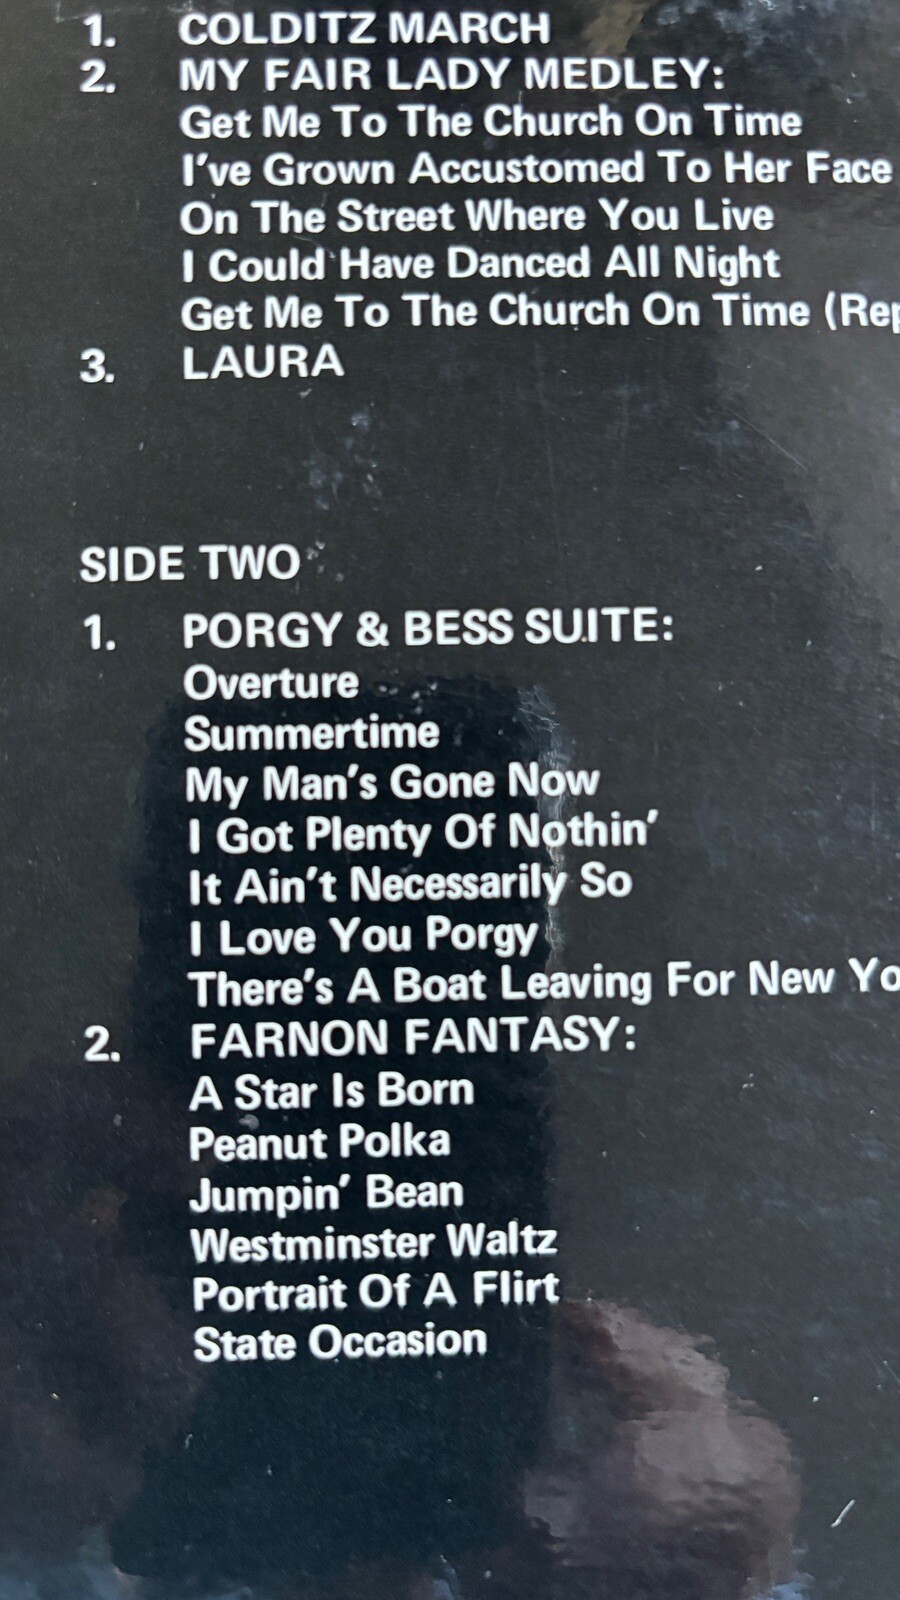 1. COLDITZ MARCH
2. MY FAIR LADY MEDLEY:
Get Me To The Church On Time
I've Grown Accustomed To Her Face
On The Street Where You Live
I Could Have Danced All Night
Get Me To The Church On Time (Rep
3. LAURA
SIDE TWO
1. PORGY & BESS SUITE:
Overture
Summertime
My Man's Gone Now
I Got Plenty Of Nothin'
It Ain't Necessarily So
I Love You Porgy
There's A Boat Leaving For New Yo
2. FARNON FANTASY:
A Star Is Born
Peanut Polka
Jumpin' Bean
Westminster Waltz
Portrait Of A Flirt
State Occasion